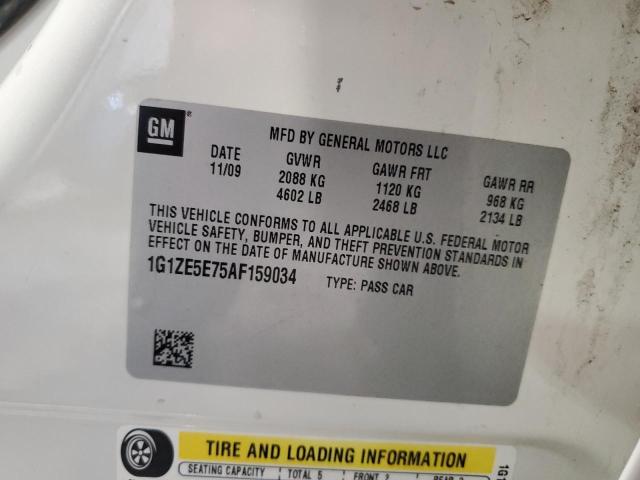 GM
®
MFD BY GENERAL MOTORS LLC
DATE GVWR GAWR FRT GAWR RR
11/09 2088 KG 1120 KG 968 KG
4602 LB 2468 LB 2134 LB
THIS VEHICLE CONFORMS TO ALL APPLICABLE U.S. FEDERAL MOTOR
VEHICLE SAFETY, BUMPER, AND THEFT PREVENTION STANDARDS IN
EFFECT ON THE DATE OF MANUFACTURE SHOWN ABOVE.
1G1ZE5E75AF159034 TYPE: PASS CAR
TIRE AND LOADING INFORMATION
SEATING CAPACITY TOTAL 5 FRONT 2